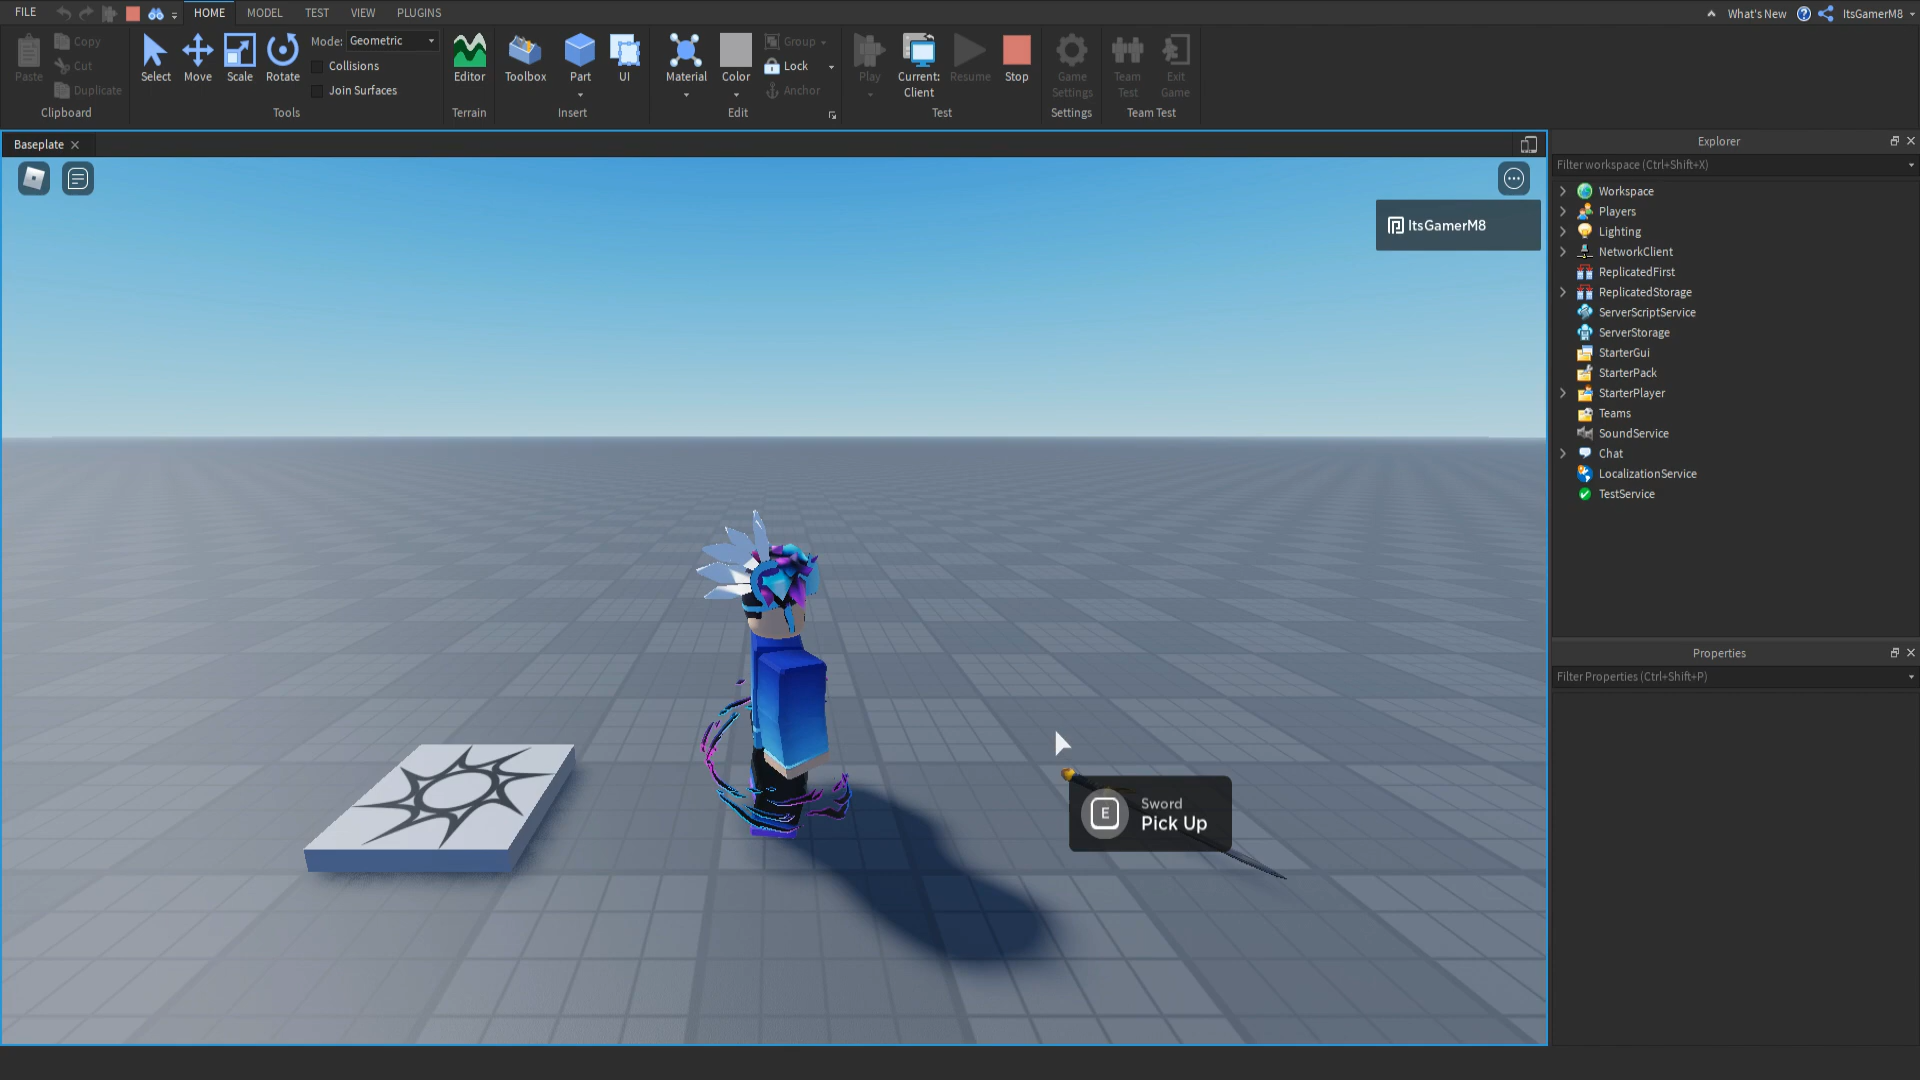 FILE
HOME
MODEL
TEST
VIEW
PLUGINS
What's New
ItsGamerM8
Paste
Copy
Cut
Duplicate
Clipboard
Select
Move
Scale
Rotate
Mode: Geometric
Collisions
Join Surfaces
Tools
Editor
Terrain
Toolbox
Part
UI
Insert
Material
Color
Group
Lock
Anchor
Edit
Play
Current:
Client
Resume
Stop
Test
Game
Settings
Settings
Team
Test
Exit
Game
Team Test
Baseplate
ItsGamerM8
E
Sword
Pick Up
Explorer
Filter workspace (Ctrl+Shift+X)
Workspace
Players
Lighting
NetworkClient
ReplicatedFirst
ReplicatedStorage
ServerScriptService
ServerStorage
StarterGui
StarterPack
StarterPlayer
Teams
SoundService
Chat
LocalizationService
TestService
Properties
Filter Properties (Ctrl+Shift+P)